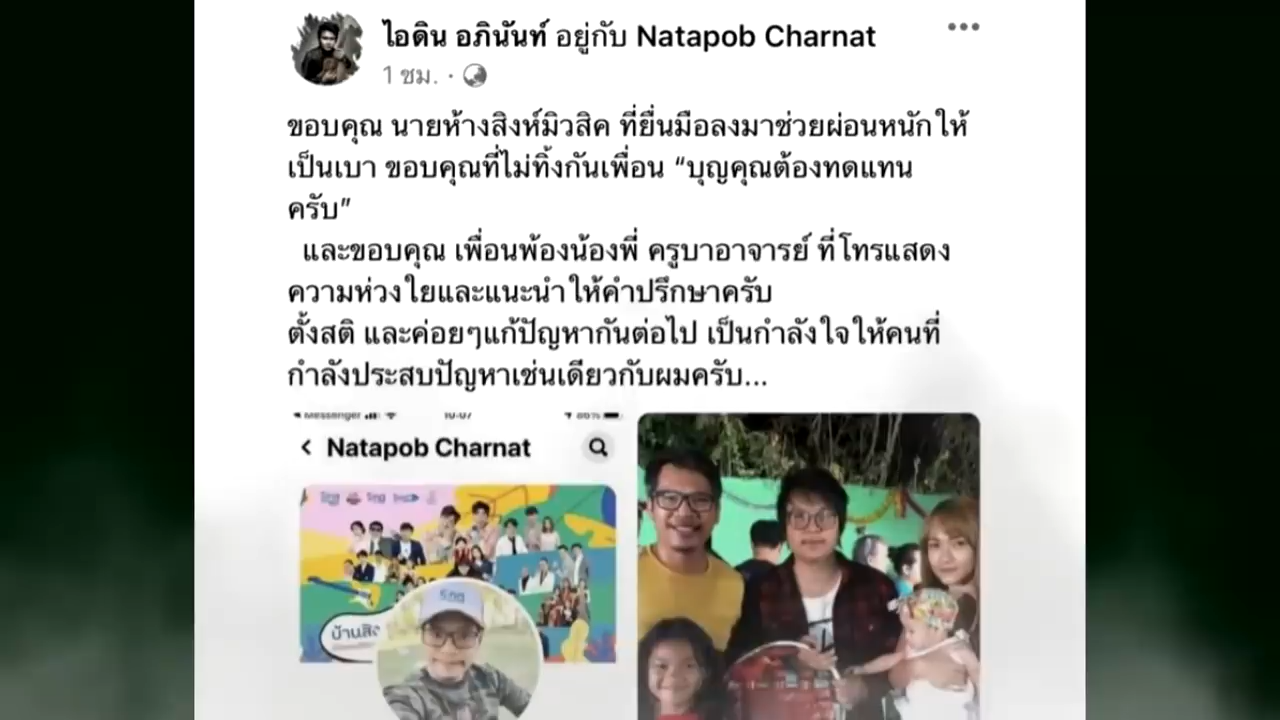 ไอดิน อภินันท์ อยู่กับ Natapob Charnat
1 ชม. ·
ขอบคุณ นายห้างสิงห์มิวสิค ที่ยื่นมือลงมาช่วยผ่อนหนักให้
เป็นเบา ขอบคุณที่ไม่ทิ้งกันเพื่อน “บุญคุณต้องทดแทน
ครับ”
และขอบคุณ เพื่อนพ้องน้องพี่ ครูบาอาจารย์ ที่โทรแสดง
ความห่วงใยและแนะนำให้คำปรึกษาครับ
ตั้งสติ และค่อยๆแก้ปัญหากันต่อไป เป็นกำลังใจให้คนที่
กำลังประสบปัญหาเช่นเดียวกับผมครับ...
Messenger 10:07 86%
Natapob Charnat
Sing
บ้านสิง
Sing